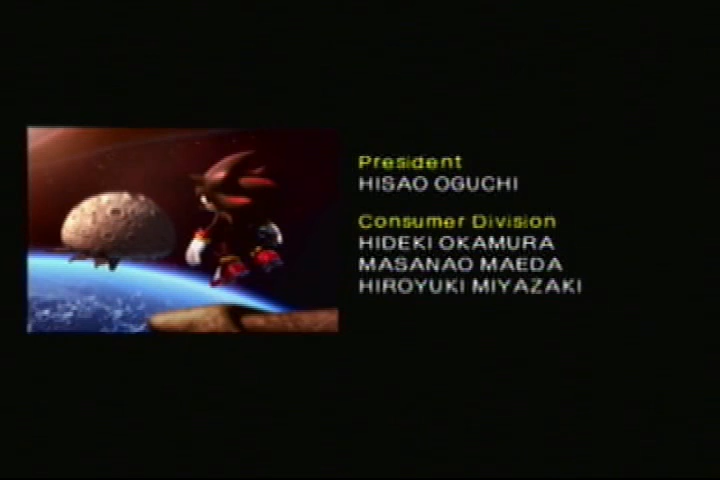 President
HISAO OGUCHI
Consumer Division
HIDEKI OKAMURA
MASANAO MAEDA
HIROYUKI MIYAZAKI